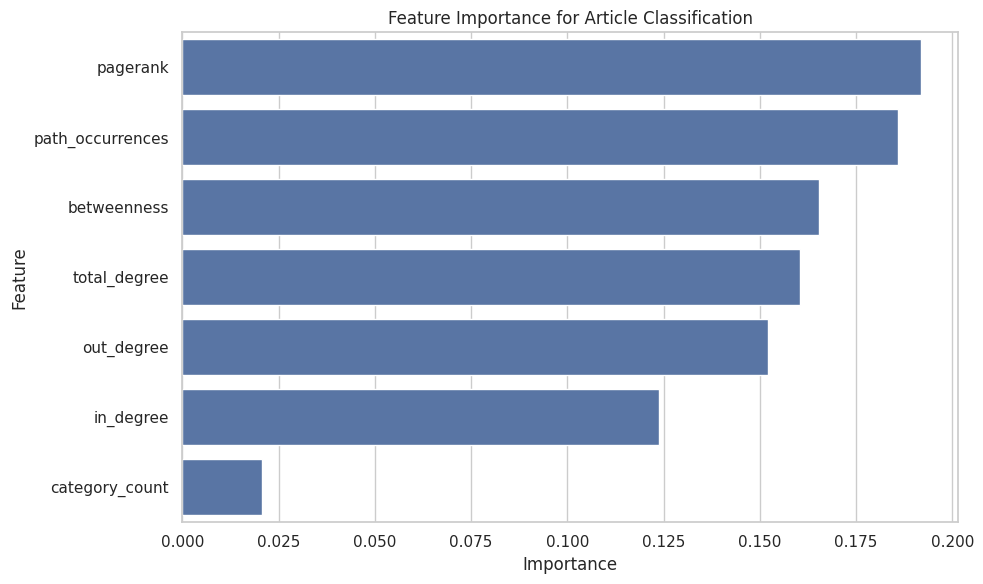 Feature Importance for Article Classification
pagerank
path_occurrences
betweenness
total_degree
out_degree
in_degree
category_count
Feature
0.000 0.025 0.050 0.075 0.100 0.125 0.150 0.175 0.200
Importance